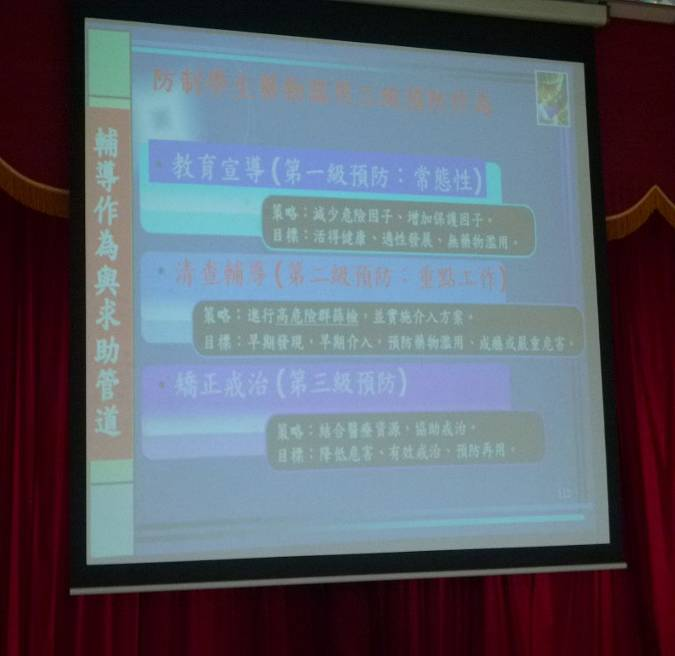 防制學生藥物濫用三級預防作為
輔導作為與求助管道
教育宣導(第一級預防：常態性)
策略：減少危險因子、增加保護因子。
目標：活得健康、適性發展、無藥物濫用。
清查輔導(第二級預防：重點工作)
策略：進行高危險群篩檢，並實施介入方案。
目標：早期發現，早期介入，預防藥物濫用、成癮或嚴重危害。
矯正戒治(第三級預防)
策略：結合醫療資源，協助戒治。
目標：降低危害、有效戒治、預防再用。